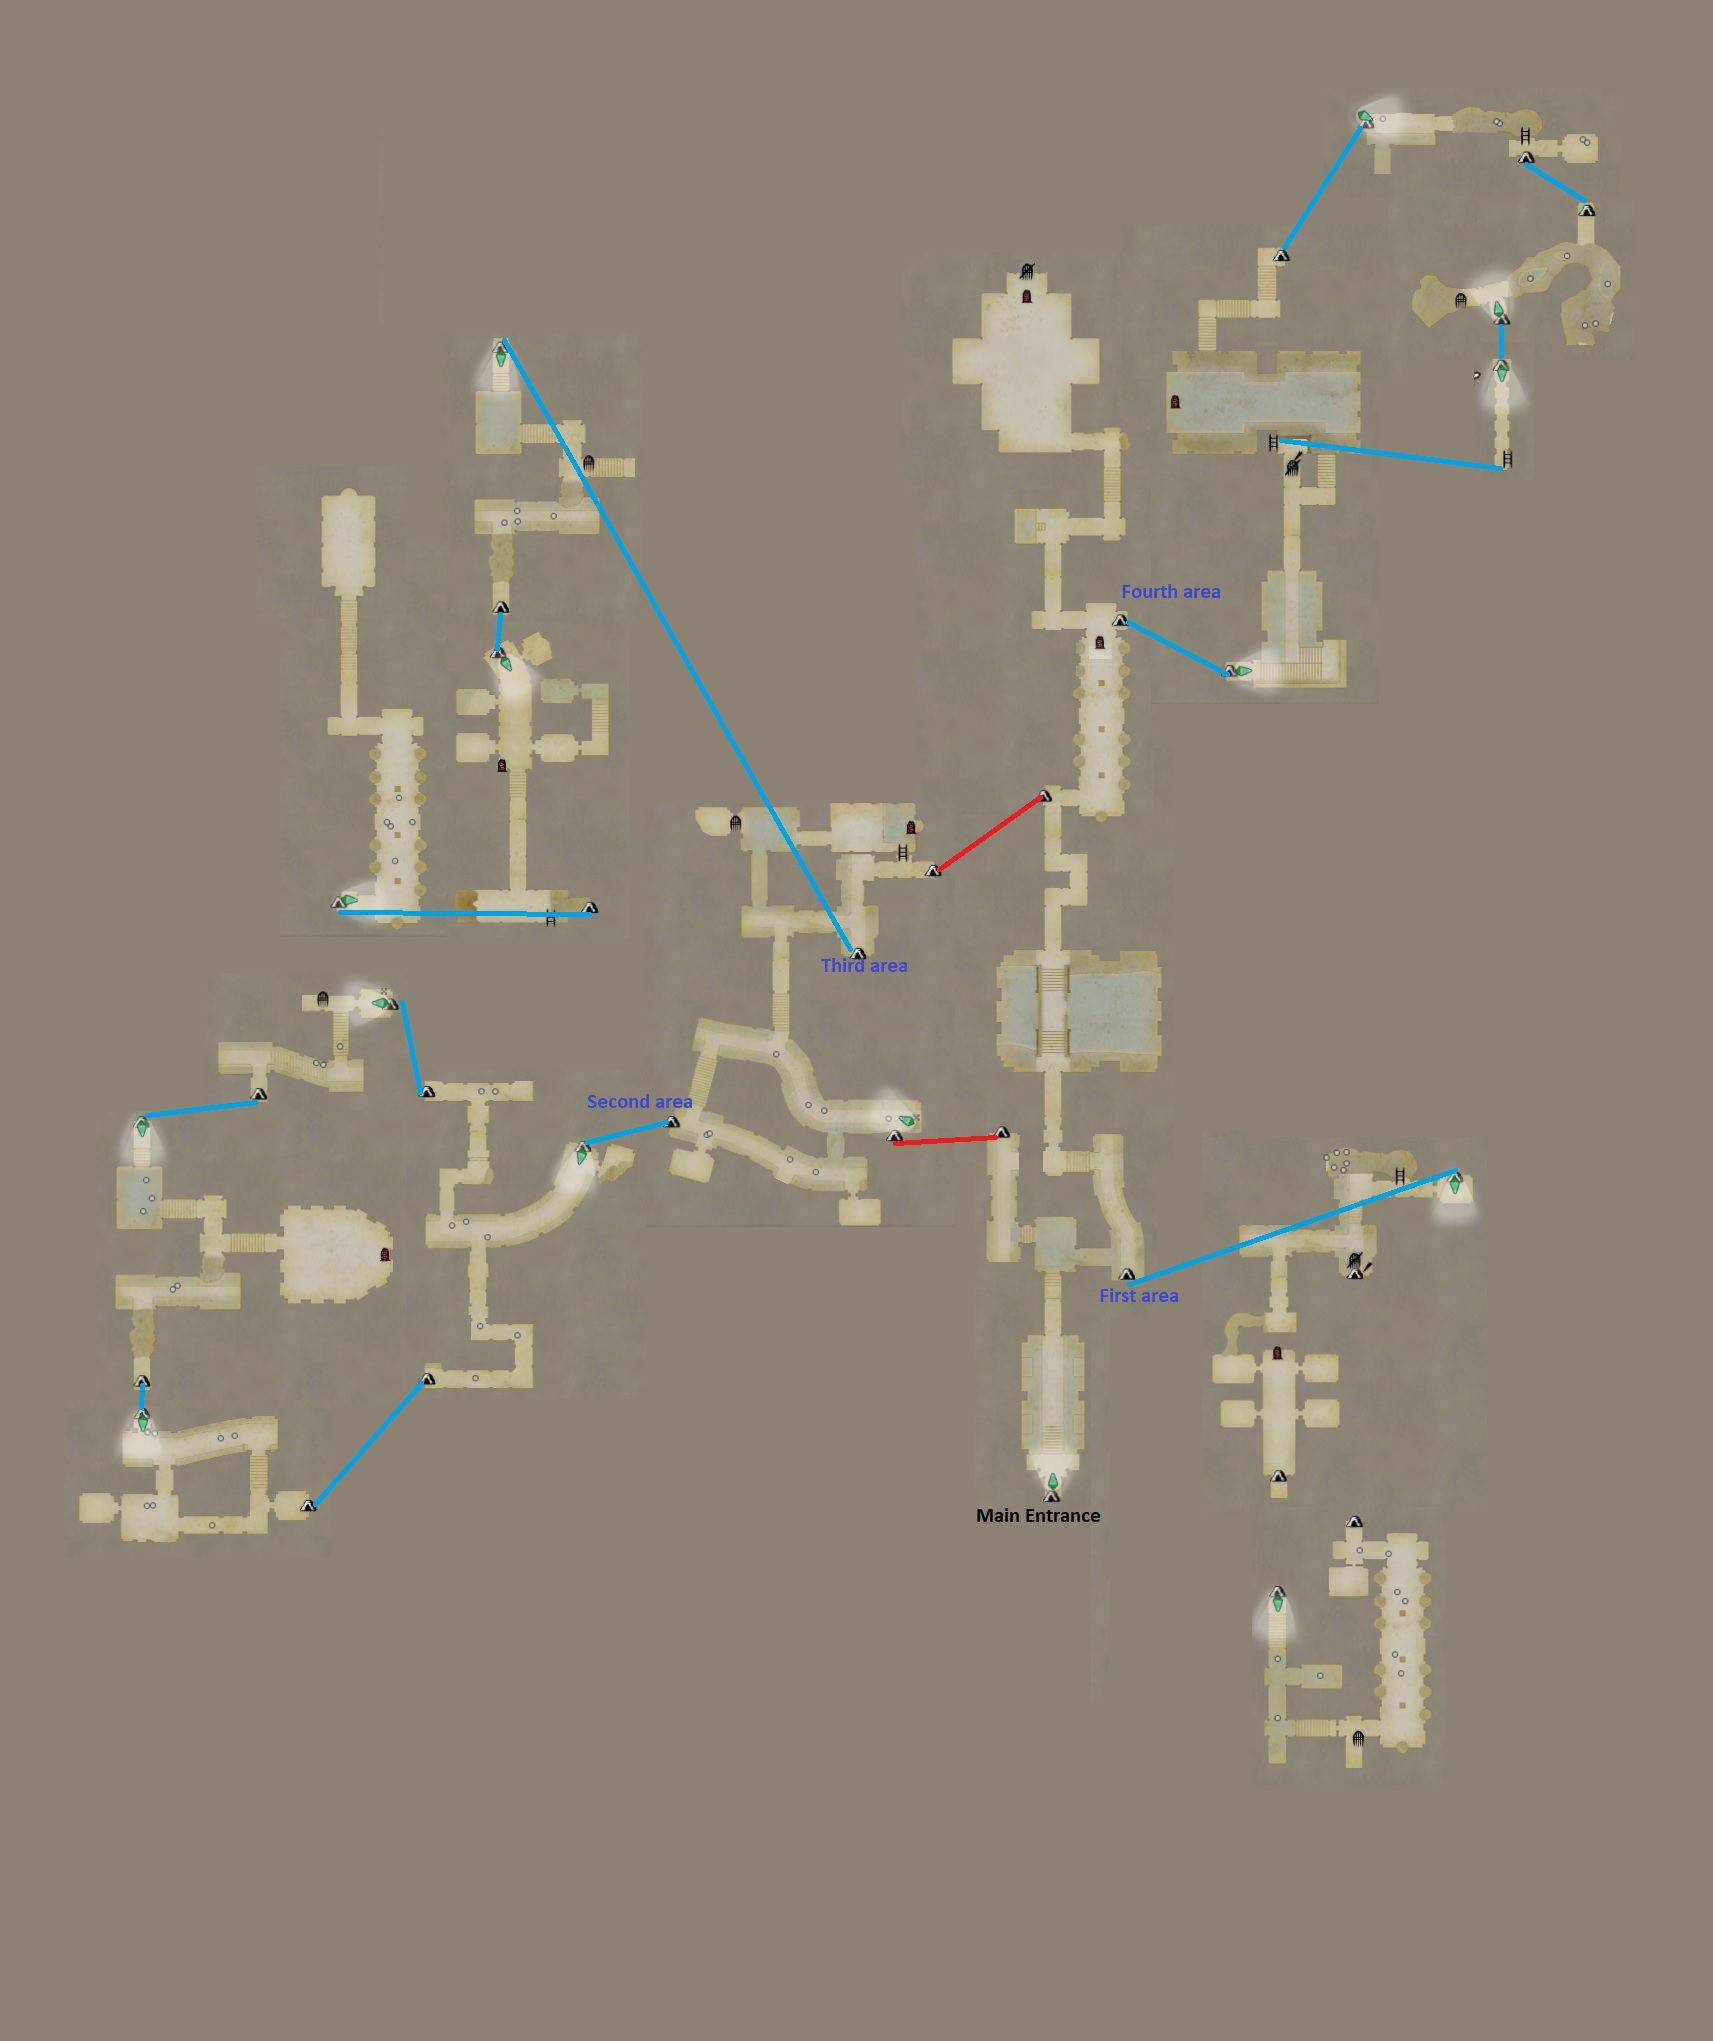 Fourth area
Third area
Second area
First area
Main Entrance